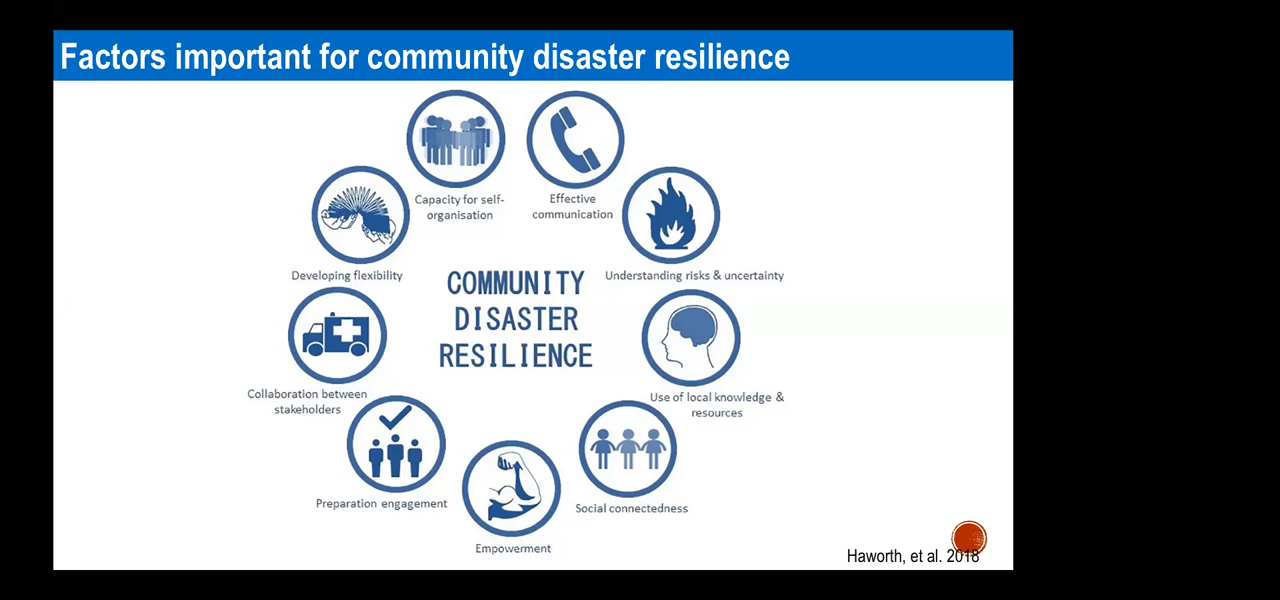 Factors important for community disaster resilience
Capacity for self-
organisation
Effective
communication
Developing flexibility
Understanding risks & uncertainty
COMMUNITY
DISASTER
RESILIENCE
Collaboration between
stakeholders
Use of local knowledge &
resources
Preparation engagement
Social connectedness
Empowerment
Haworth, et al. 2018